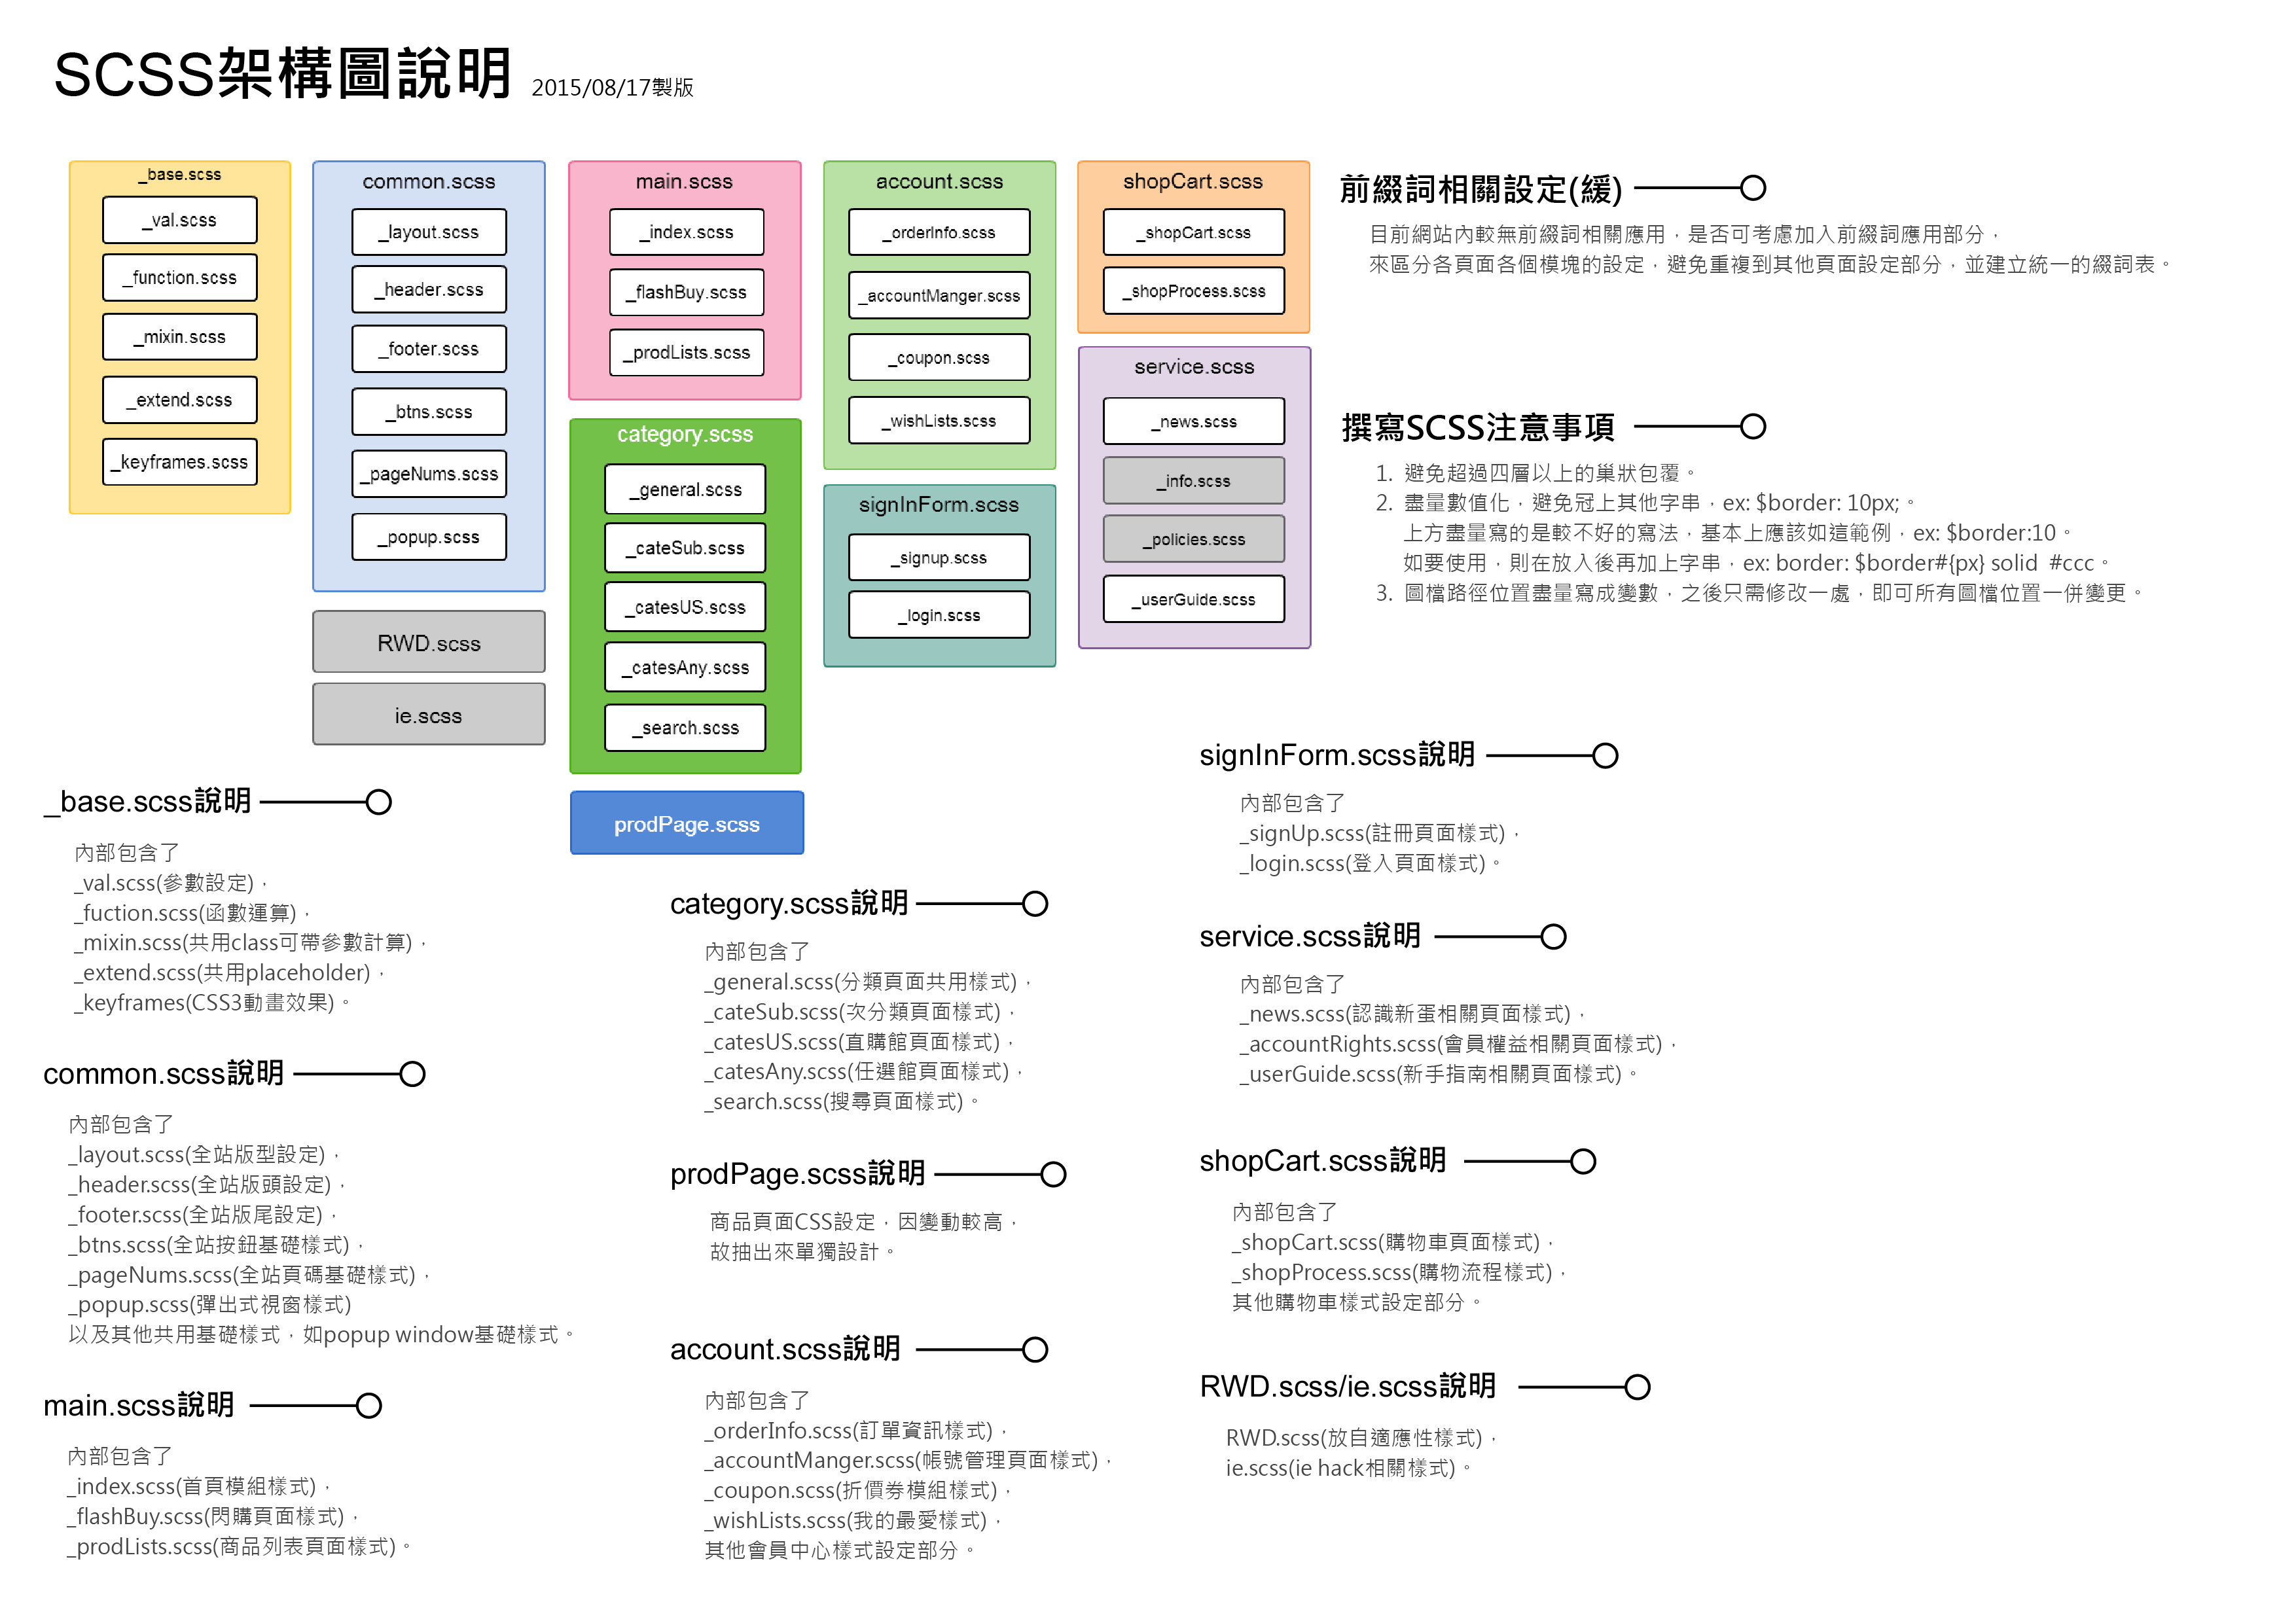 SCSS架構圖說明 2015/08/17製版
_base.scss
_val.scss
_function.scss
_mixin.scss
_extend.scss
_keyframes.scss
common.scss
_layout.scss
_header.scss
_footer.scss
_btns.scss
_pageNums.scss
_popup.scss
RWD.scss
ie.scss
main.scss
_index.scss
_flashBuy.scss
_prodLists.scss
category.scss
_general.scss
_cateSub.scss
_catesUS.scss
_catesAny.scss
_search.scss
prodPage.scss
account.scss
_orderInfo.scss
_accountManger.scss
_coupon.scss
_wishLists.scss
signInForm.scss
_signup.scss
_login.scss
shopCart.scss
_shopCart.scss
_shopProcess.scss
service.scss
_news.scss
_info.scss
_policies.scss
_userGuide.scss
前綴詞相關設定(緩)
目前網站內較無前綴詞相關應用，是否可考慮加入前綴詞應用部分，
來區分各頁面各個模塊的設定，避免重複到其他頁面設定部分，並建立統一的綴詞表。
撰寫SCSS注意事項
1. 避免超過四層以上的巢狀包覆。
2. 盡量數值化，避免冠上其他字串，ex: $border: 10px;。
上方盡量寫的是較不好的寫法，基本上應該如這範例，ex: $border:10。
如要使用，則在放入後再加上字串，ex: border: $border#{px} solid #ccc。
3. 圖檔路徑位置盡量寫成變數，之後只需修改一處，即可所有圖檔位置一併變更。
_base.scss說明
內部包含了
_val.scss(參數設定)，
_fuction.scss(函數運算)，
_mixin.scss(共用class可帶參數計算)，
_extend.scss(共用placeholder)，
_keyframes(CSS3動畫效果)。
common.scss說明
內部包含了
_layout.scss(全站版型設定)，
_header.scss(全站版頭設定)，
_footer.scss(全站版尾設定)，
_btns.scss(全站按鈕基礎樣式)，
_pageNums.scss(全站頁碼基礎樣式)，
_popup.scss(彈出式視窗樣式)
以及其他共用基礎樣式，如popup window基礎樣式。
main.scss說明
內部包含了
_index.scss(首頁模組樣式)，
_flashBuy.scss(閃購頁面樣式)，
_prodLists.scss(商品列表頁面樣式)。
category.scss說明
內部包含了
_general.scss(分類頁面共用樣式)，
_cateSub.scss(次分類頁面樣式)，
_catesUS.scss(直購館頁面樣式)，
_catesAny.scss(任選館頁面樣式)，
_search.scss(搜尋頁面樣式)。
prodPage.scss說明
商品頁面CSS設定，因變動較高，
故抽出來單獨設計。
account.scss說明
內部包含了
_orderInfo.scss(訂單資訊樣式)，
_accountManger.scss(帳號管理頁面樣式)，
_coupon.scss(折價券模組樣式)，
_wishLists.scss(我的最愛樣式)，
其他會員中心樣式設定部分。
signInForm.scss說明
內部包含了
_signUp.scss(註冊頁面樣式)，
_login.scss(登入頁面樣式)。
service.scss說明
內部包含了
_news.scss(認識新蛋相關頁面樣式)，
_accountRights.scss(會員權益相關頁面樣式)，
_userGuide.scss(新手指南相關頁面樣式)。
shopCart.scss說明
內部包含了
_shopCart.scss(購物車頁面樣式)，
_shopProcess.scss(購物流程樣式)，
其他購物車樣式設定部分。
RWD.scss/ie.scss說明
RWD.scss(放自適應性樣式)，
ie.scss(ie hack相關樣式)。